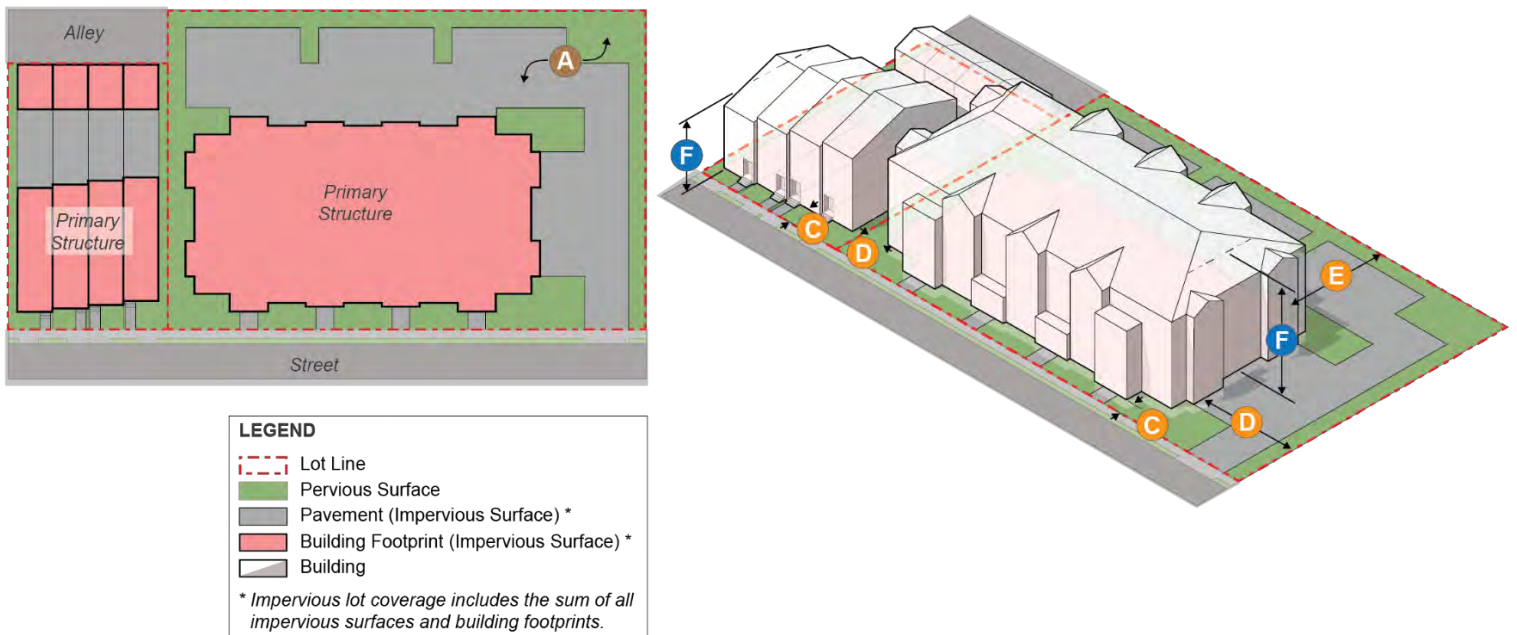 Alley
A
Primary
Structure
Primary
Structure
Street
F
C
D
E
F
C
D
LEGEND
Lot Line
Pervious Surface
Pavement (Impervious Surface) *
Building Footprint (Impervious Surface) *
Building
* Impervious lot coverage includes the sum of all
impervious surfaces and building footprints.